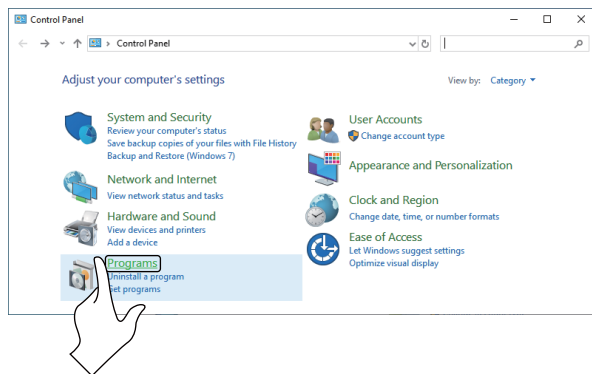 Control Panel
Control Panel
Adjust your computer's settings
View by: Category
System and Security
Review your computer's status
Save backup copies of your files with File History
Backup and Restore (Windows 7)
Network and Internet
View network status and tasks
Hardware and Sound
View devices and printers
Add a device
Programs
Uninstall a program
Get programs
User Accounts
Change account type
Appearance and Personalization
Clock and Region
Change date, time, or number formats
Ease of Access
Let Windows suggest settings
Optimize visual display